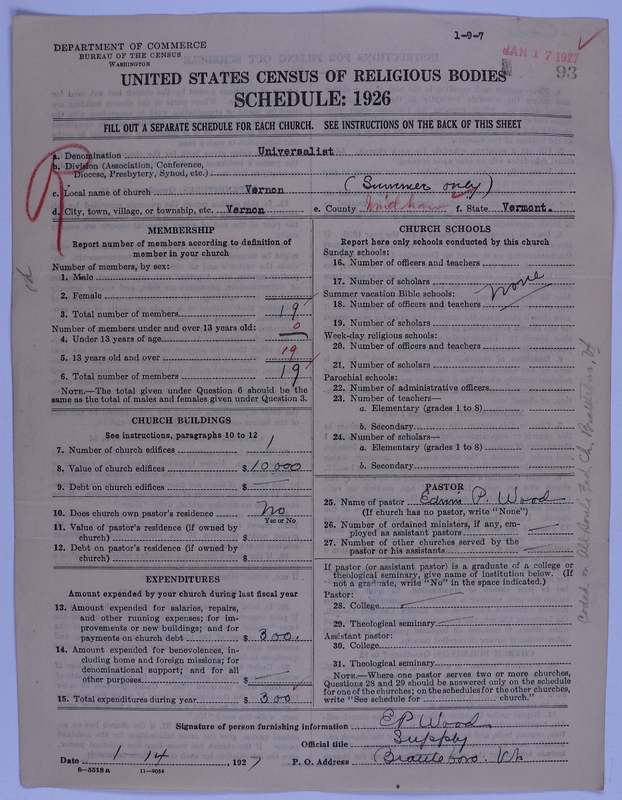 1-9-7
DEPARTMENT OF COMMERCE
BUREAU OF THE CENSUS
WASHINGTON
JAN 17 1927
93
UNITED STATES CENSUS OF RELIGIOUS BODIES
SCHEDULE: 1926
FILL OUT A SEPARATE SCHEDULE FOR EACH CHURCH. SEE INSTRUCTIONS ON THE BACK OF THIS SHEET
a. Denomination Universalist
b. Division (Association, Conference,
Diocese, Presbytery, Synod, etc.)
c. Local name of church Vernon (Summer only)
d. City, town, village, or township, etc. Vernon e. County Windham f. State Vermont.
MEMBERSHIP
Report number of members according to definition of
member in your church
Number of members, by sex:
1. Male
2. Female
3. Total number of members 19
Number of members under and over 13 years old:
4. Under 13 years of age 0
5. 13 years old and over 19
6. Total number of members 19
NOTE.—The total given under Question 6 should be the
same as the total of males and females given under Question 3.
CHURCH BUILDINGS
See instructions, paragraphs 10 to 12
7. Number of church edifices 1
8. Value of church edifices $10,000
9. Debt on church edifices $
10. Does church own pastor's residence No
Yes or No
11. Value of pastor's residence (if owned by
church) $
12. Debt on pastor's residence (if owned by
church) $
EXPENDITURES
Amount expended by your church during last fiscal year
13. Amount expended for salaries, repairs,
and other running expenses; for im-
provements or new buildings; and for
payments on church debt $ 300.
14. Amount expended for benevolences, in-
cluding home and foreign missions; for
denominational support; and for all
other purposes $
15. Total expenditures during year $ 300
CHURCH SCHOOLS
Report here only schools conducted by this church
Sunday schools:
16. Number of officers and teachers
17. Number of scholars none
Summer vacation Bible schools:
18. Number of officers and teachers
19. Number of scholars
Week-day religious schools:
20. Number of officers and teachers
21. Number of scholars
Parochial schools:
22. Number of administrative officers
23. Number of teachers—
a. Elementary (grades 1 to 8)
b. Secondary
24. Number of scholars—
a. Elementary (grades 1 to 8)
b. Secondary
PASTOR
25. Name of pastor Edwin P. Wood
(If church has no pastor, write "None")
26. Number of ordained ministers, if any, em-
ployed as assistant pastors
27. Number of other churches served by the
pastor or his assistants
If pastor (or assistant pastor) is a graduate of a college or
theological seminary, give name of institution below. (If
not a graduate, write "No" in the space indicated.)
Pastor:
28. College
29. Theological seminary
Assistant pastor:
30. College
31. Theological seminary
NOTE.—Where one pastor serves two or more churches,
Questions 28 and 29 should be answered only on the schedule
for one of the churches; on the schedules for the other churches,
write "See schedule for church."
Signature of person furnishing information E P Wood
Official title Supply
Date 1-14, 1927 P. O. Address Brattleboro. Vt.
8-5318 a 11-9054